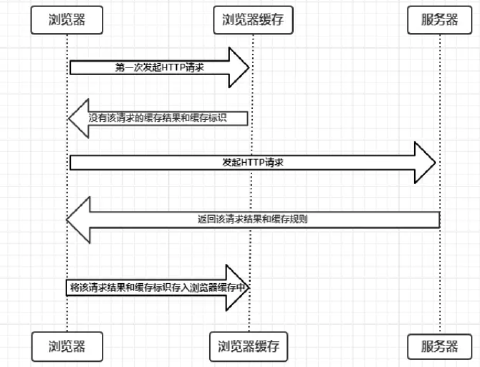 浏览器
浏览器缓存
服务器
第一次发起HTTP请求
没有该请求的缓存结果和缓存标识
发起HTTP请求
返回该请求结果和缓存规则
将该请求结果和缓存标识存入浏览器缓存中
浏览器
浏览器缓存
服务器